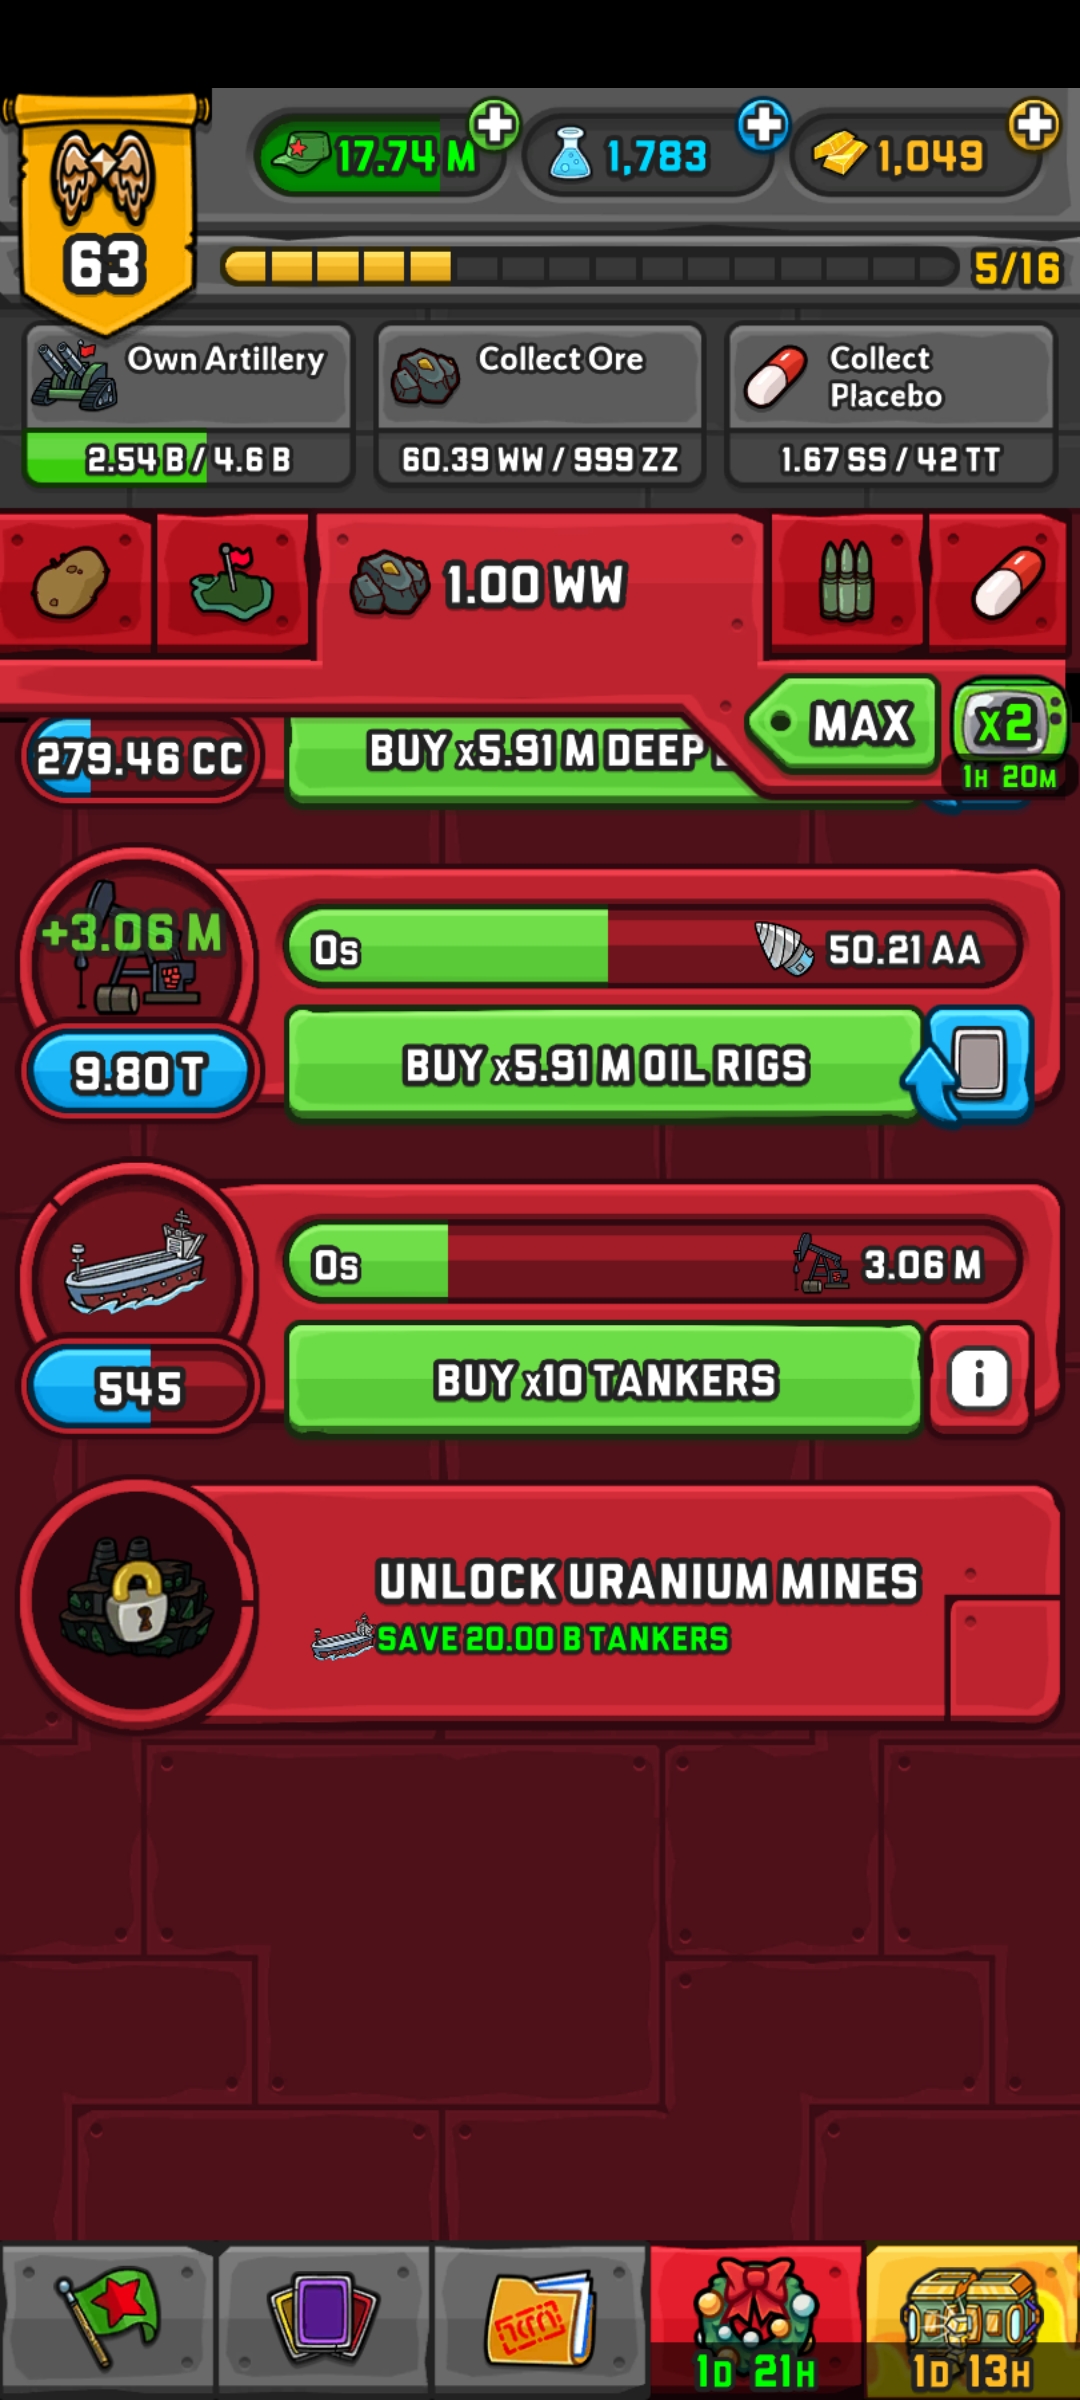 17.74 M
1,783
1,049
63
5/16
Own Artillery
2.54 B / 4.6 B
Collect Ore
60.39 WW / 999 ZZ
Collect
Placebo
1.67 SS / 42 TT
1.00 WW
MAX
x2
1H 20M
279.46 CC
BUY x5.91 M DEEP
+3.06 M
0s
50.21 AA
9.80 T
BUY x5.91 M OIL RIGS
0s
3.06 M
545
BUY x10 TANKERS
i
UNLOCK URANIUM MINES
SAVE 20.00 B TANKERS
1D 21H
1D 13H